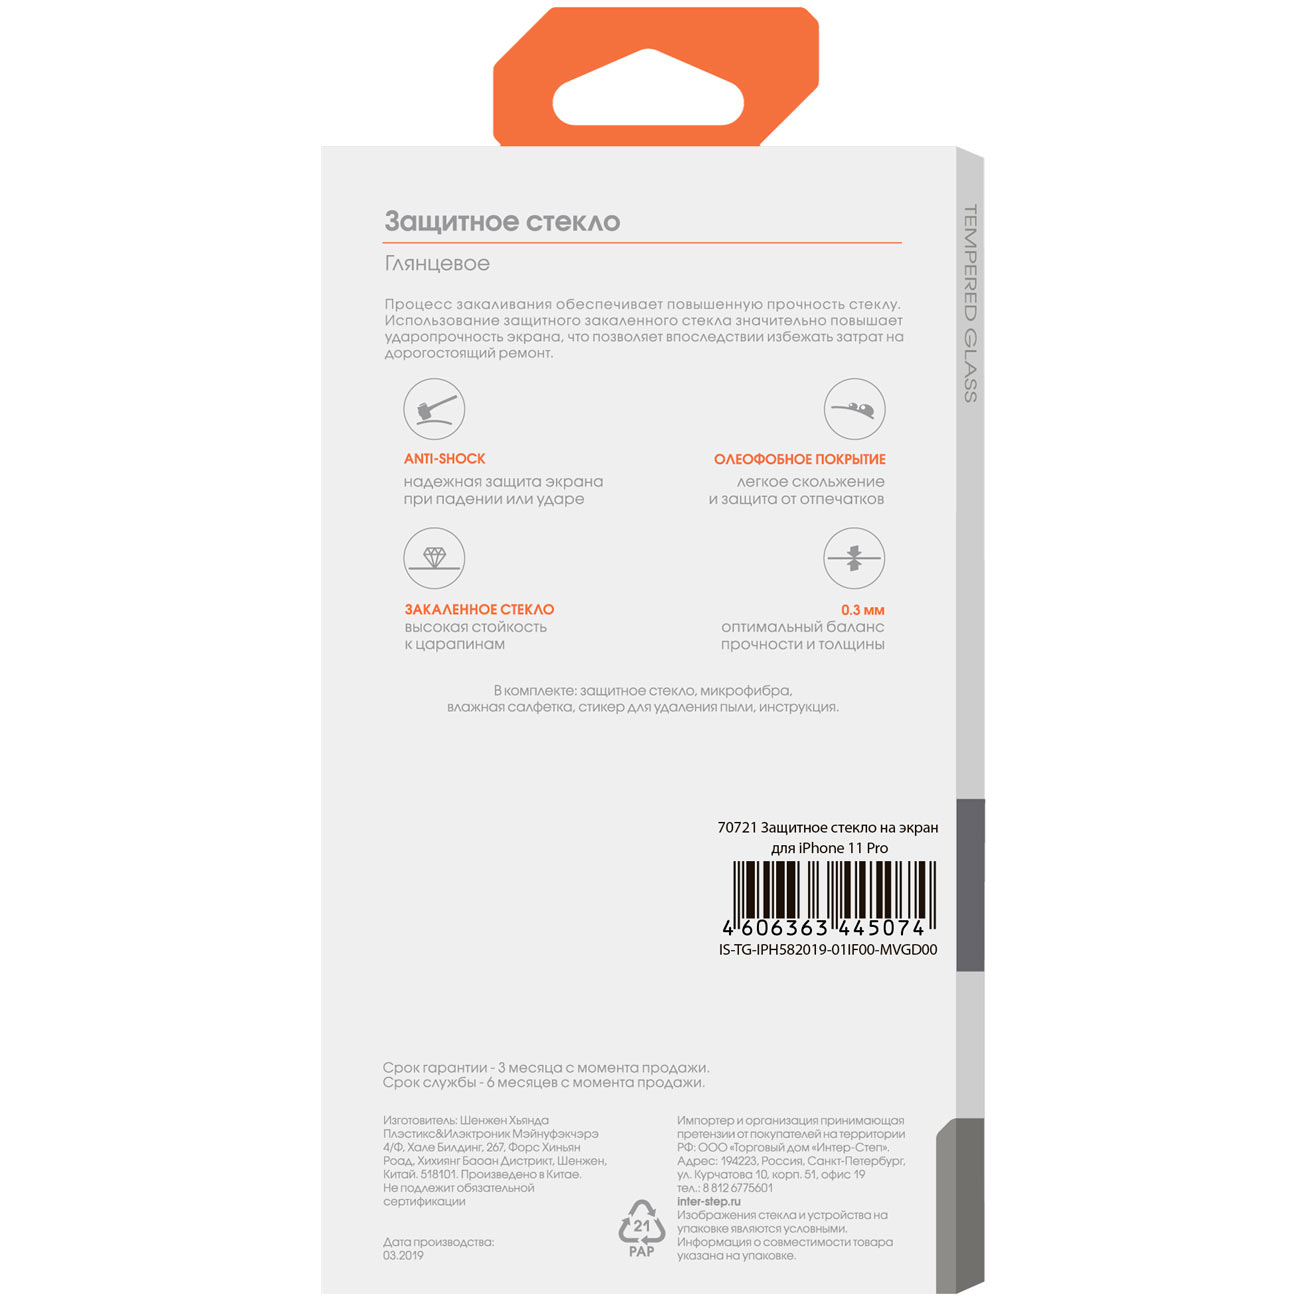 Защитное стекло
Глянцевое
Процесс закаливания обеспечивает повышенную прочность стеклу.
Использование защитного закаленного стекла значительно повышает
ударопрочность экрана, что позволяет впоследствии избежать затрат на
дорогостоящий ремонт.
ANTI-SHOCK
надежная защита экрана
при падении или ударе
ОЛЕОФОБНОЕ ПОКРЫТИЕ
легкое скольжение
и защита от отпечатков
ЗАКАЛЕННОЕ СТЕКЛО
высокая стойкость
к царапинам
0.3 мм
оптимальный баланс
прочности и толщины
В комплекте: защитное стекло, микрофибра,
влажная салфетка, стикер для удаления пыли, инструкция.
TEMPERED GLASS
70721 Защитное стекло на экран
для iPhone 11 Pro
4 606363 445074
IS-TG-IPH582019-01IF00-MVGD00
Срок гарантии - 3 месяца с момента продажи.
Срок службы - 6 месяцев с момента продажи.
Изготовитель: Шенжен Хьянда
Плэстикс&Илэктроник Мэйнуфэкчэрэ
4/Ф, Хале Билдинг, 267, Форс Хиньян
Роад, Хихиянг Баоан Дистрикт, Шенжен,
Китай. 518101. Произведено в Китае.
Не подлежит обязательной
сертификации
Дата производства:
03.2019
21
PAP
Импортер и организация принимающая
претензии от покупателей на территории
РФ: ООО «Торговый дом «Интер-Степ».
Адрес: 194223, Россия, Санкт-Петербург,
ул. Курчатова 10, корп. 51, офис 19
тел.: 8 812 6775601
inter-step.ru
Изображения стекла и устройства на
упаковке являются условными.
Информация о совместимости товара
указана на упаковке.